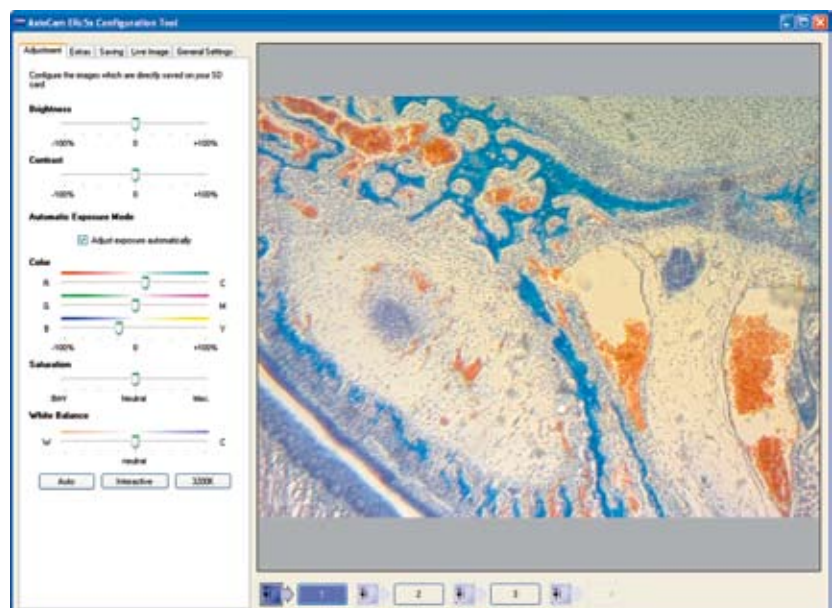 AxioCam ERc5s Configuration Tool
Adjustment Extras Saving Live Image General Settings
Configure the images which are directly saved on your SD
card
Brightness
-100% 0 +100%
Contrast
-100% 0 +100%
Automatic Exposure Mode
Adjust exposure automatically
Color
R C
G M
B Y
-100% 0 +100%
Saturation
B/W Neutral Max.
White Balance
W C
neutral
Auto Interactive 3200K
1 2 3